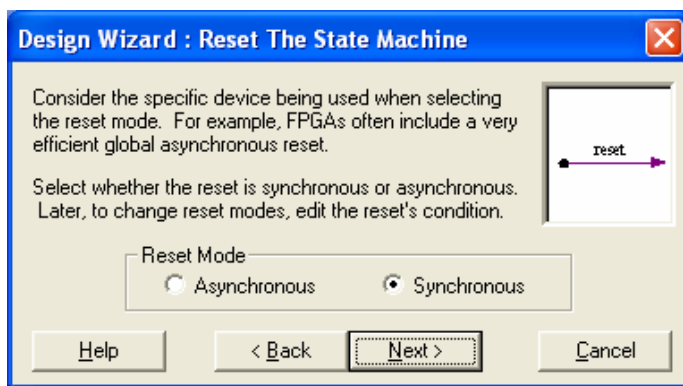 Design Wizard : Reset The State Machine
Consider the specific device being used when selecting
the reset mode. For example, FPGAs often include a very
efficient global asynchronous reset.
reset
Select whether the reset is synchronous or asynchronous.
Later, to change reset modes, edit the reset's condition.
Reset Mode
Asynchronous
Synchronous
Help
< Back
Next >
Cancel